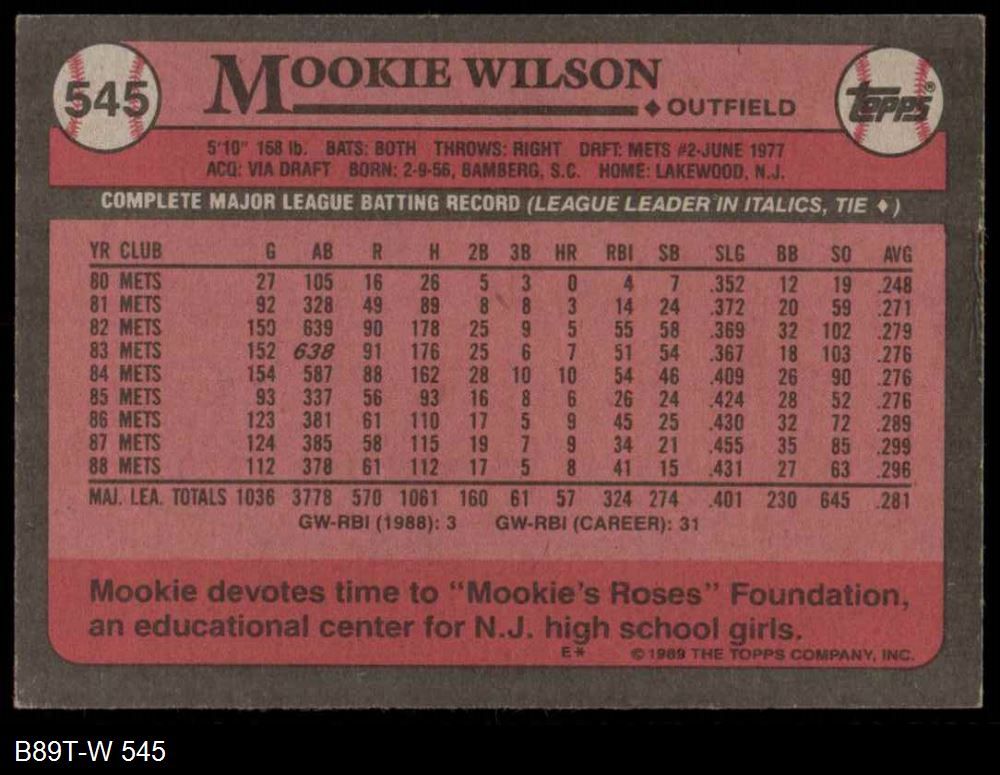 545
MOOKIE WILSON
♦ OUTFIELD
TOPPS®
5'10" 168 lb. BATS: BOTH THROWS: RIGHT DRFT: METS #2-JUNE 1977
ACQ: VIA DRAFT BORN: 2-9-56, BAMBERG, S.C. HOME: LAKEWOOD, N.J.
COMPLETE MAJOR LEAGUE BATTING RECORD (LEAGUE LEADER IN ITALICS, TIE ♦)
YR CLUB G AB R H 2B 3B HR RBI SB SLG BB SO AVG
80 METS 27 105 16 26 5 3 0 4 7 .352 12 19 .248
81 METS 92 328 49 89 8 8 3 14 24 .372 20 59 .271
82 METS 159 639 90 178 25 9 5 55 58 .369 32 102 .279
83 METS 152 638 91 176 25 6 7 51 54 .367 18 103 .276
84 METS 154 587 88 162 28 10 10 54 46 .409 26 90 .276
85 METS 93 337 56 93 16 8 6 26 24 .424 28 52 .276
86 METS 123 381 61 110 17 5 9 45 25 .430 32 72 .289
87 METS 124 385 58 115 19 7 9 34 21 .455 35 85 .299
88 METS 112 378 61 112 17 5 8 41 15 .431 27 63 .296
MAJ. LEA. TOTALS 1036 3778 570 1061 160 61 57 324 274 .401 230 645 .281
GW-RBI (1988): 3 GW-RBI (CAREER): 31
Mookie devotes time to "Mookie's Roses" Foundation,
an educational center for N.J. high school girls.
E* © 1989 THE TOPPS COMPANY, INC.
B89T-W 545